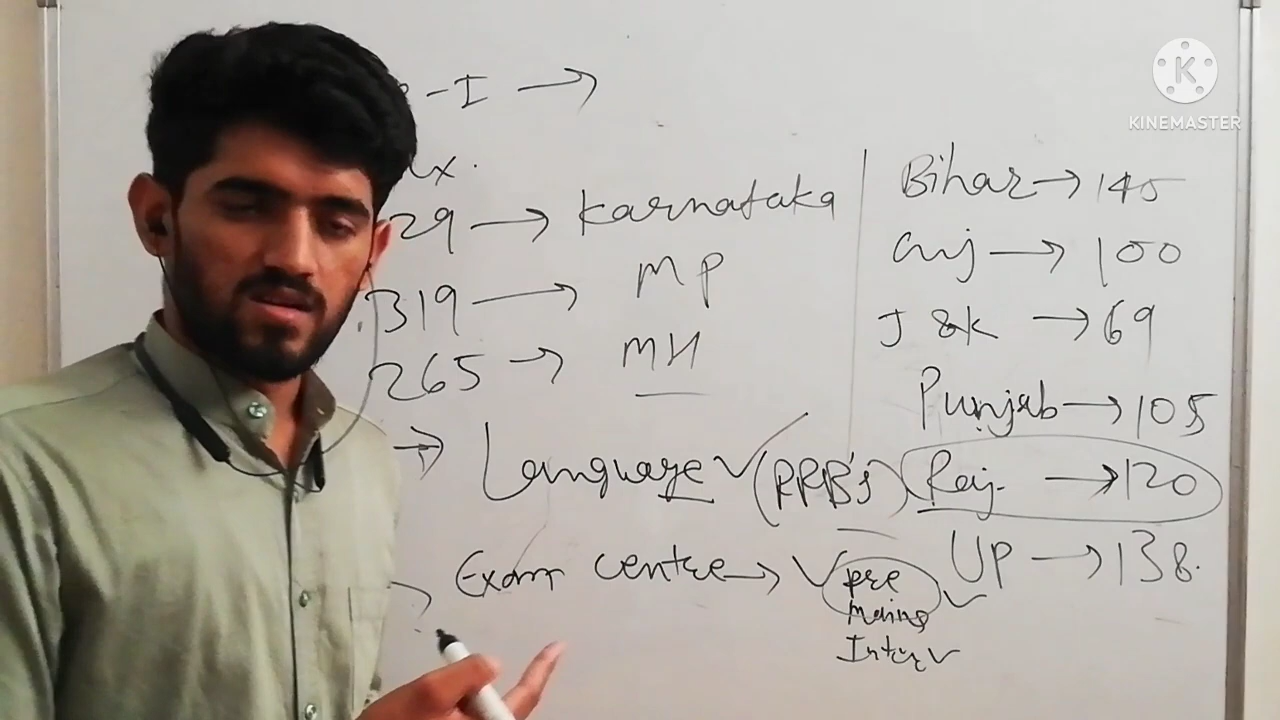 -I →
29 → Karnataka
319 → MP
265 → MH
→ Language ✓ (RRB's)
Exam centre → ✓ pre ✓
Mains
Interv
Bihar → 145
Guj → 100
J & K → 69
Punjab → 105
Raj. → 120
UP → 138.
K
KINEMASTER